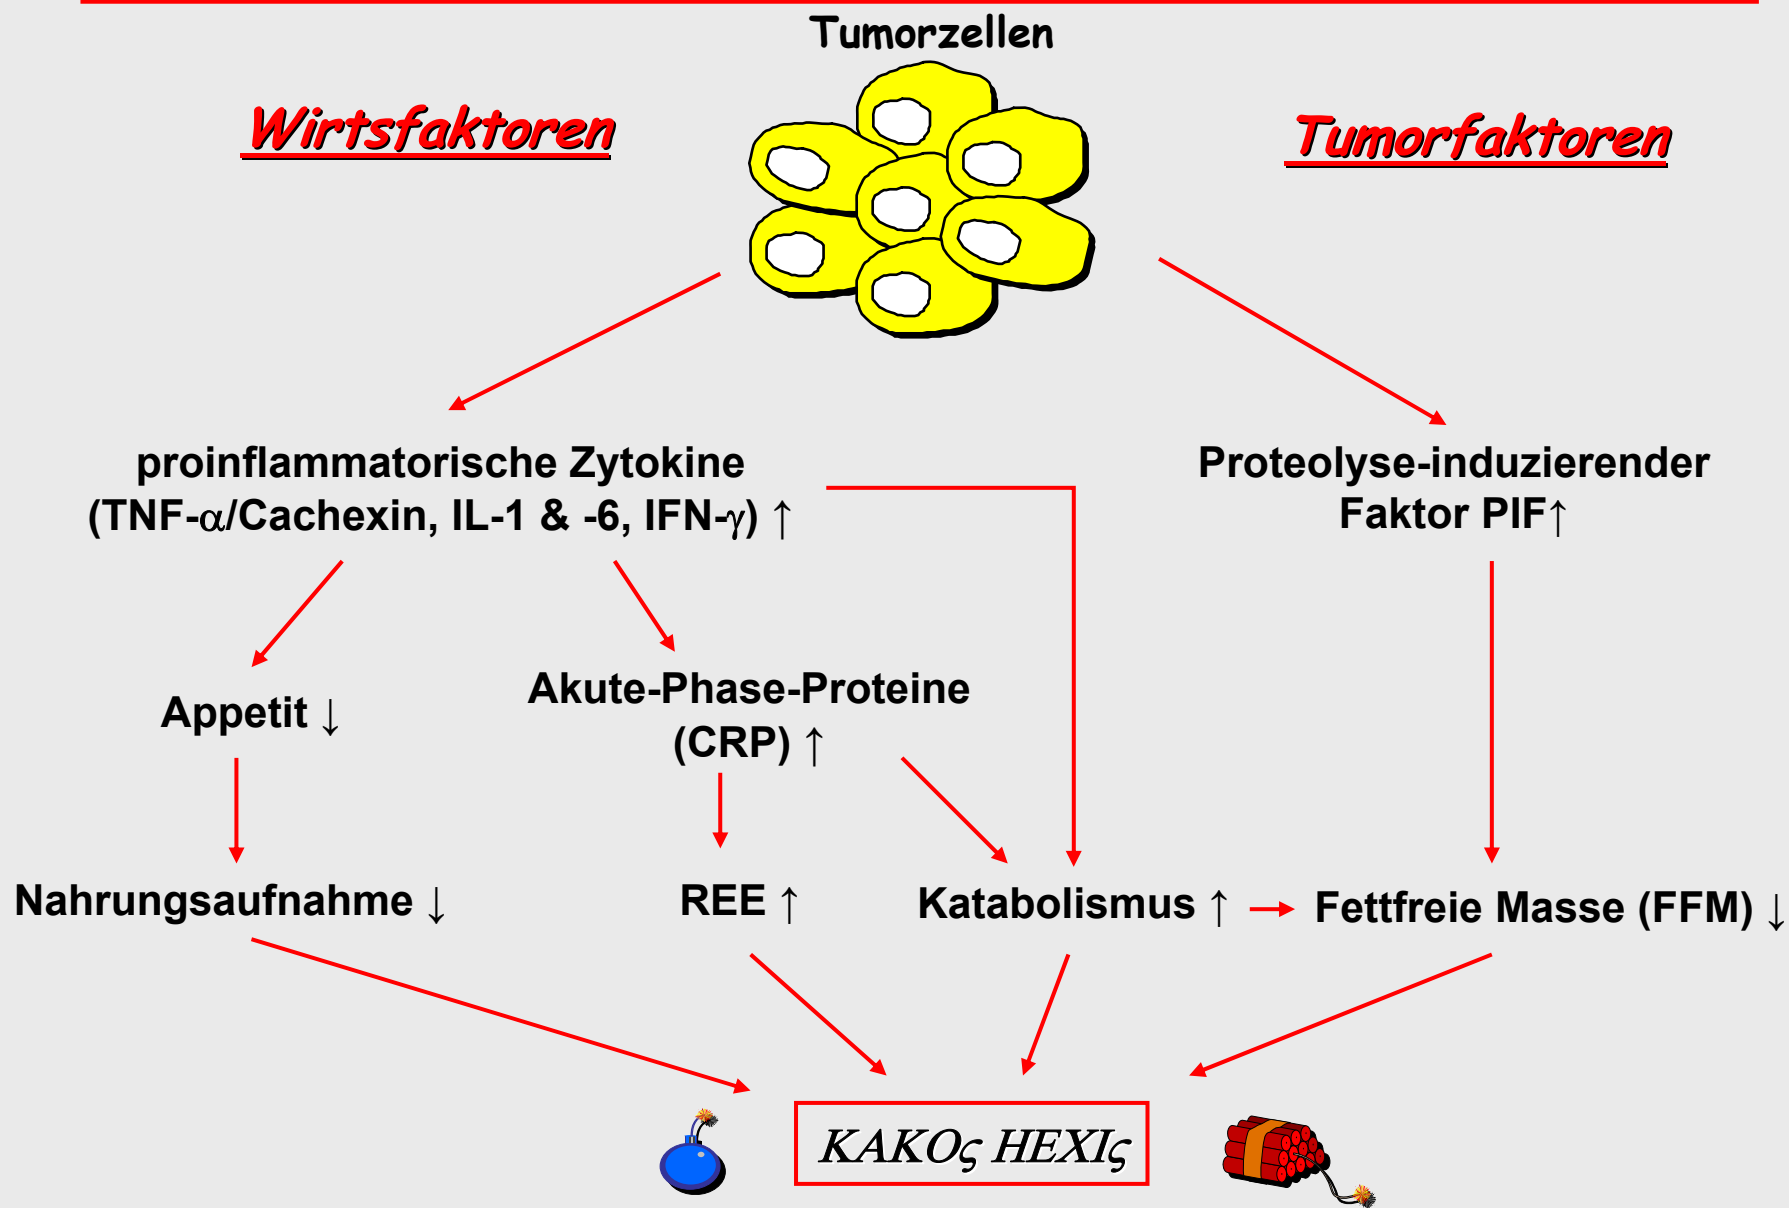 Tumorzellen
Wirtsfaktoren
Tumorfaktoren
proinflammatorische Zytokine
(TNF-α/Cachexin, IL-1 & -6, IFN-γ) ↑
Proteolyse-induzierender
Faktor PIF↑
Appetit ↓
Akute-Phase-Proteine
(CRP) ↑
Nahrungsaufnahme ↓
REE ↑
Katabolismus ↑
Fettfreie Masse (FFM) ↓
KAKOς HEXIς